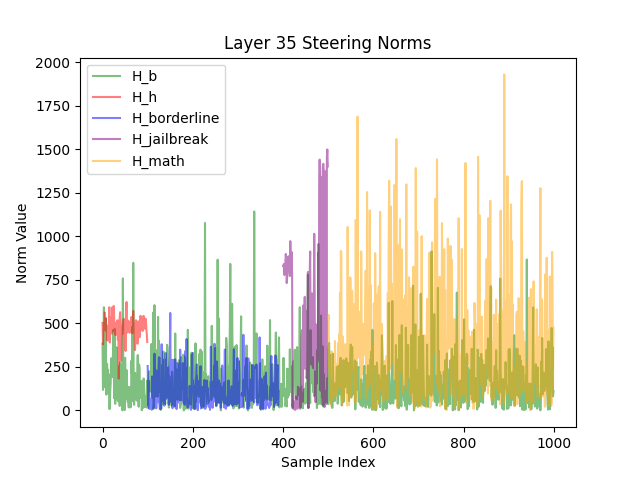 Layer 35 Steering Norms
H_b
H_h
H_borderline
H_jailbreak
H_math
Norm Value
2000
1750
1500
1250
1000
750
500
250
0
0 200 400 600 800 1000
Sample Index